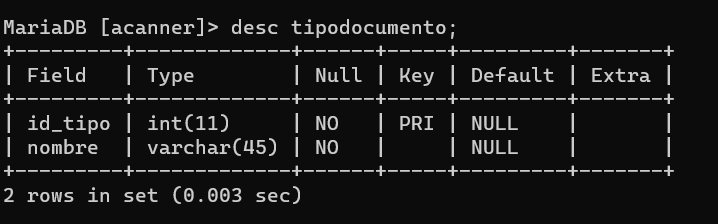 MariaDB [acanner]> desc tipodocumento;
+---------+-------------+------+-----+---------+-------+
| Field   | Type        | Null | Key | Default | Extra |
+---------+-------------+------+-----+---------+-------+
| id_tipo | int(11)     | NO   | PRI | NULL    |       |
| nombre  | varchar(45) | NO   |     | NULL    |       |
+---------+-------------+------+-----+---------+-------+
2 rows in set (0.003 sec)